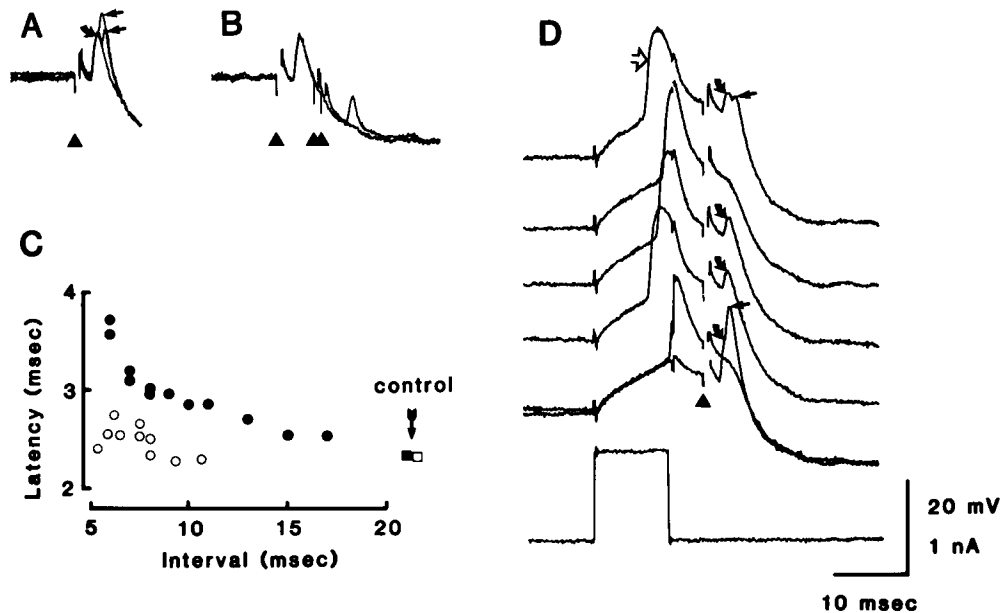 A
B
D
C
4
3
2
Latency (msec)
control
5
10
15
20
Interval (msec)
20 mV
1 nA
10 msec